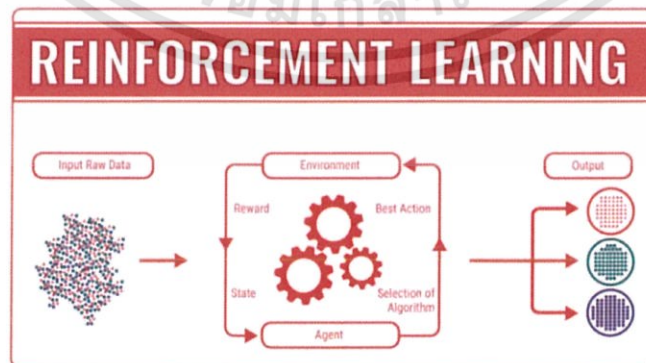 REINFORCEMENT LEARNING
Input Raw Data
Environment
Output
Reward
Best Action
State
Selection of
Algorithm
Agent